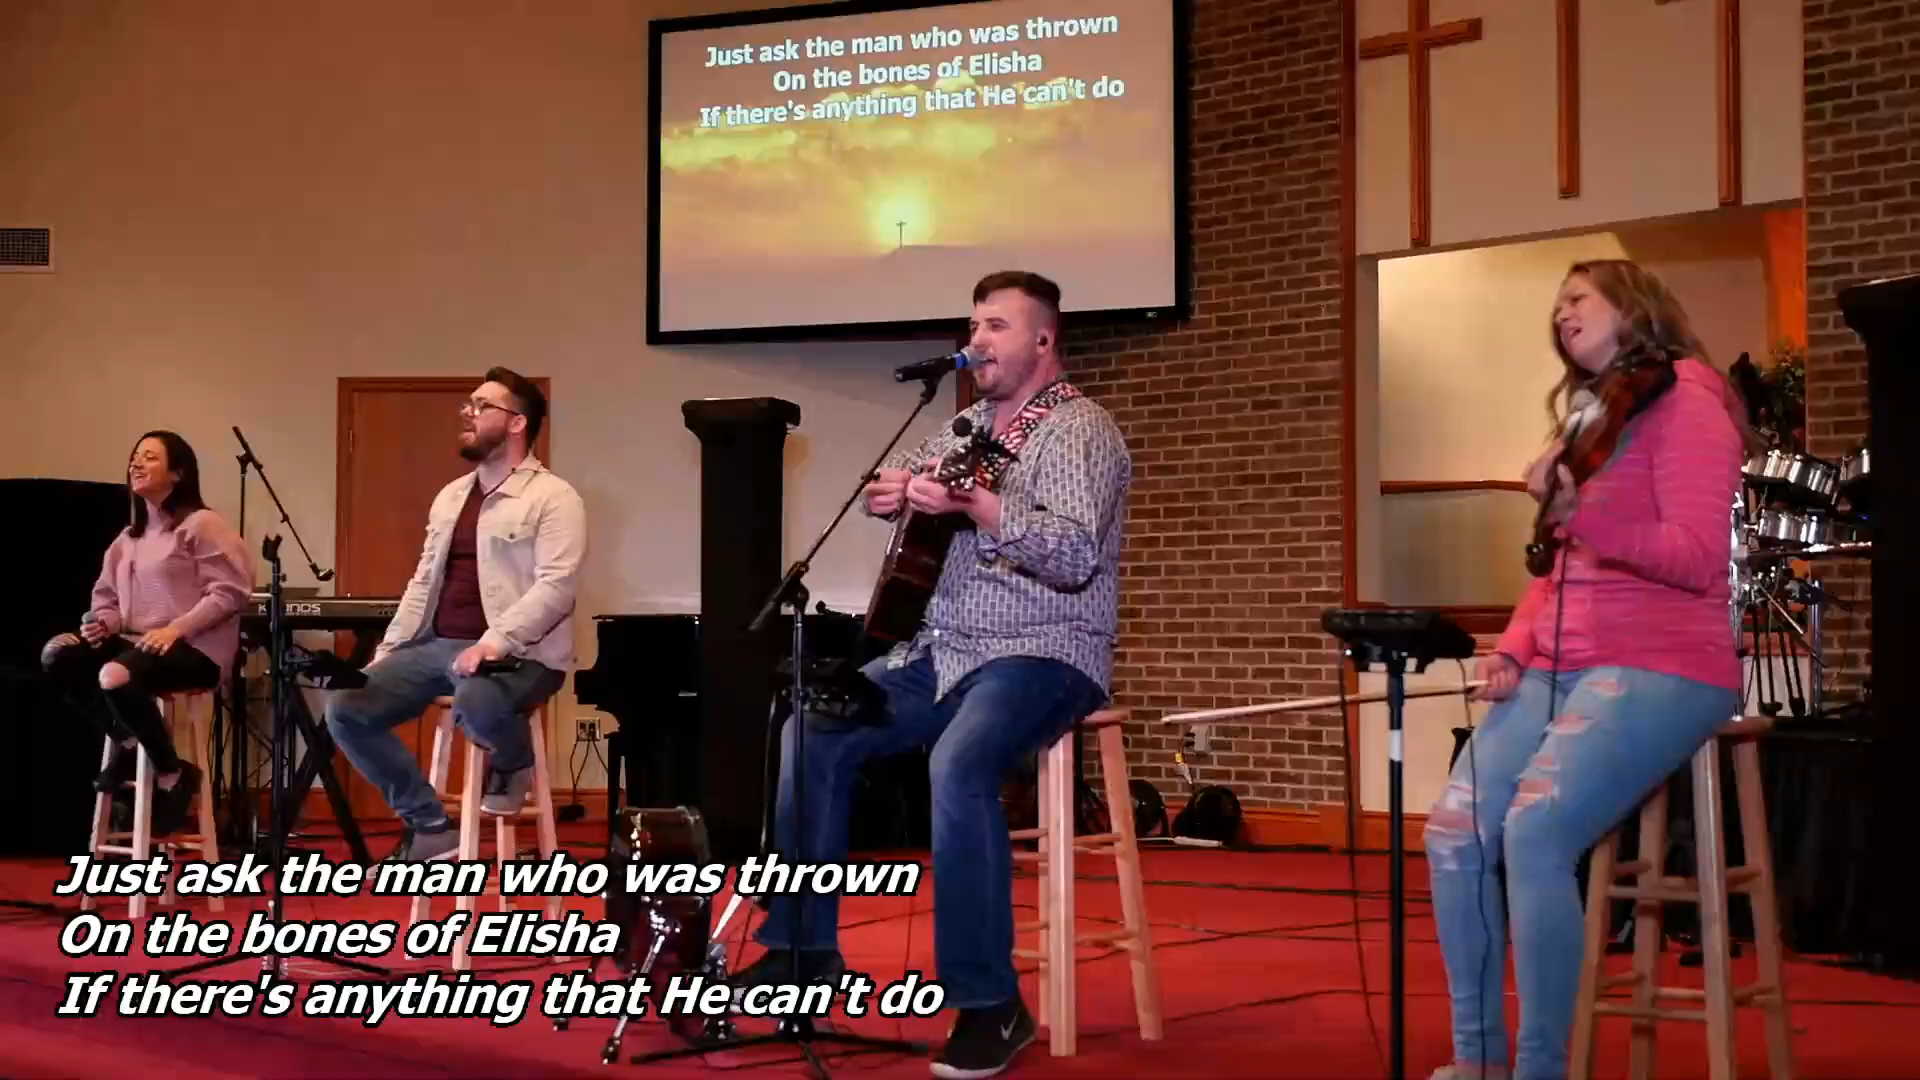 Just ask the man who was thrown
On the bones of Elisha
If there's anything that He can't do
Just ask the man who was thrown
On the bones of Elisha
If there's anything that He can't do